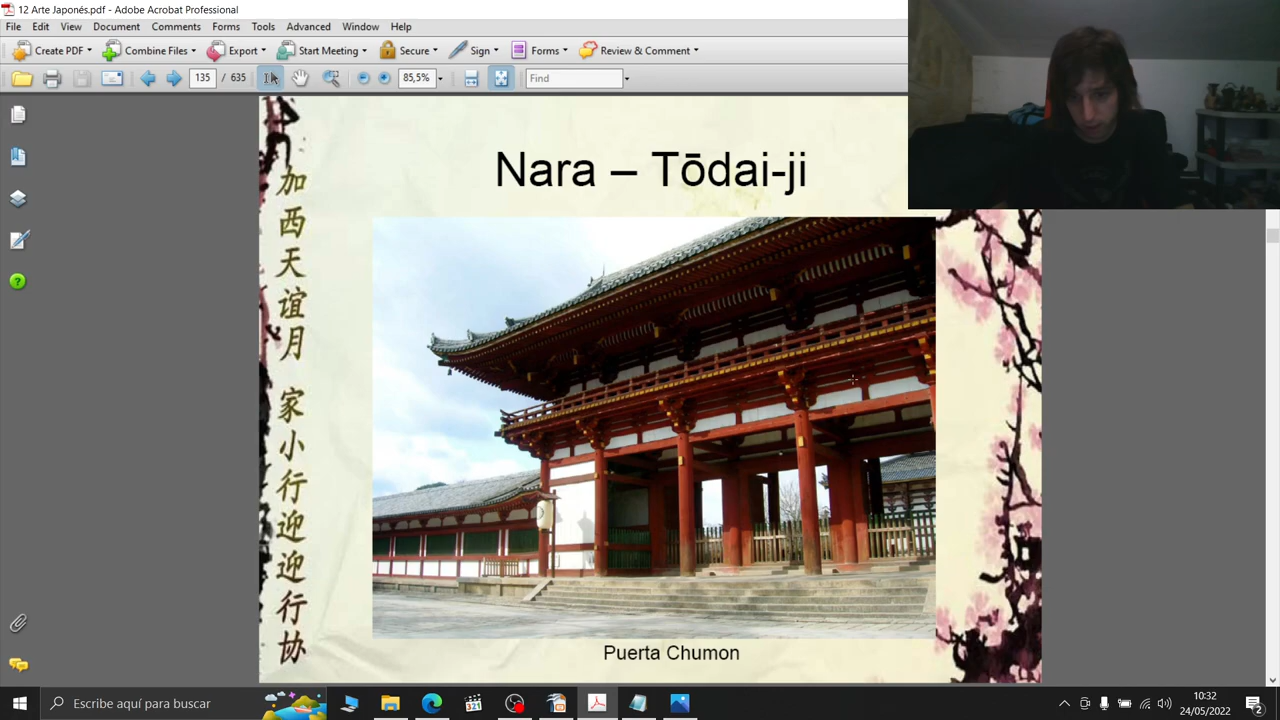 12 Arte Japonés.pdf - Adobe Acrobat Professional
File Edit View Document Comments Forms Tools Advanced Window Help
Create PDF Combine Files Export Start Meeting Secure Sign Forms Review & Comment
135 / 635 85,5% Find
Nara – Tōdai-ji
加
西
天
谊
月
家
小
行
迎
迎
行
协
Puerta Chumon
Escribe aquí para buscar
321
10:32
24/05/2022
2